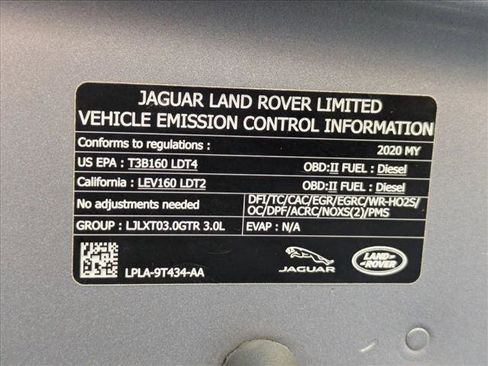 JAGUAR LAND ROVER LIMITED
VEHICLE EMISSION CONTROL INFORMATION
Conforms to regulations : 2020 MY
US EPA : T3B160 LDT4 OBD:II FUEL : Diesel
California : LEV160 LDT2 OBD:II FUEL : Diesel
No adjustments needed
DFI/TC/CAC/EGR/EGRC/WR-HO2S/
OC/DPF/ACRC/NOXS(2)/PMS
GROUP : LJLXT03.0GTR 3.0L EVAP : N/A
LPLA-9T434-AA
JAGUAR
LAND
ROVER